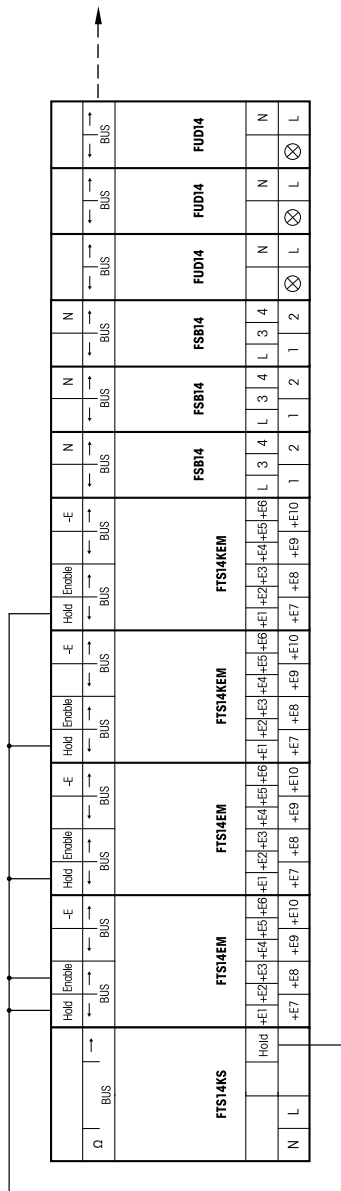 Hold Enable -E Hold Enable -E Hold Enable -E Hold Enable -E N N N
Ω → ← → ← → ← → ← → ← → ← → ← → ← → ← → ← → ← → ← → ← → ← →
BUS BUS BUS BUS BUS BUS BUS BUS BUS BUS BUS BUS BUS BUS BUS
FTS14KS FTS14EM FTS14EM FTS14KEM FTS14KEM FSB14 FSB14 FSB14 FUD14 FUD14 FUD14
Hold +E1 +E2 +E3 +E4 +E5 +E6 +E1 +E2 +E3 +E4 +E5 +E6 +E1 +E2 +E3 +E4 +E5 +E6 +E1 +E2 +E3 +E4 +E5 +E6 L 3 4 L 3 4 L 3 4 N N N
N L +E7 +E8 +E9 +E10 +E7 +E8 +E9 +E10 +E7 +E8 +E9 +E10 +E7 +E8 +E9 +E10 1 2 1 2 1 2 L L L